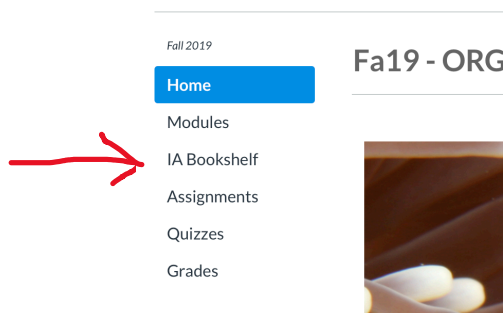 Fall 2019
Fa19 - ORG
Home
Modules
IA Bookshelf
Assignments
Quizzes
Grades